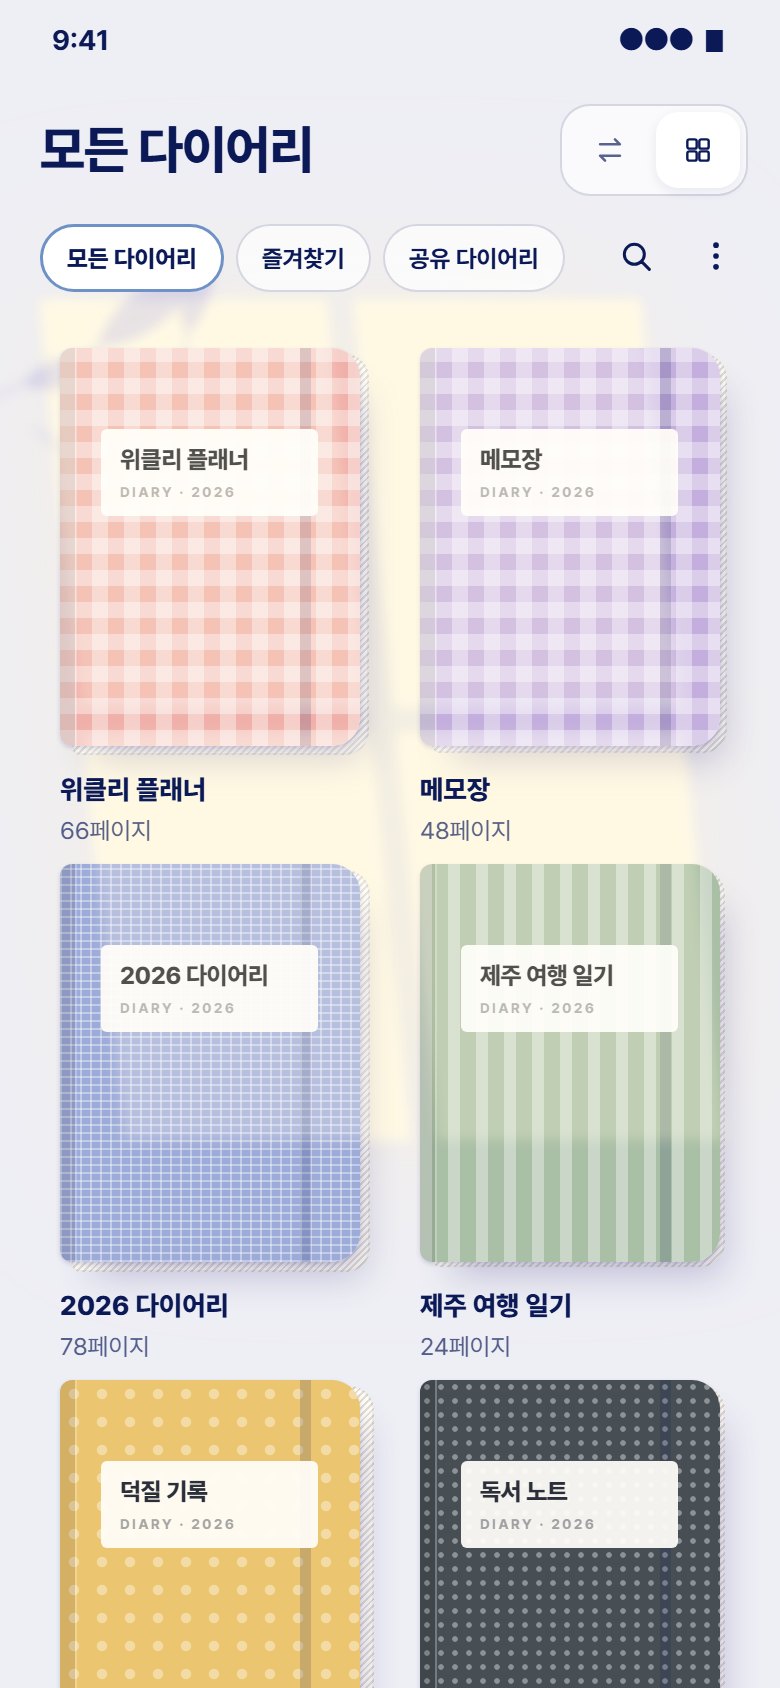 9:41
모든 다이어리
모든 다이어리
즐겨찾기
공유 다이어리
위클리 플래너
DIARY · 2026
메모장
DIARY · 2026
위클리 플래너
66페이지
메모장
48페이지
2026 다이어리
DIARY · 2026
제주 여행 일기
DIARY · 2026
2026 다이어리
78페이지
제주 여행 일기
24페이지
덕질 기록
DIARY · 2026
독서 노트
DIARY · 2026